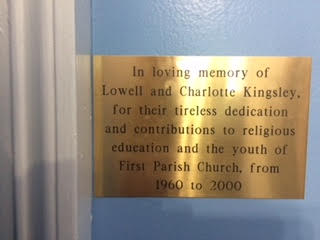 In loving memory of
Lowell and Charlotte Kingsley,
for their tireless dedication
and contributions to religious
education and the youth of
First Parish Church, from
1960 to 2000